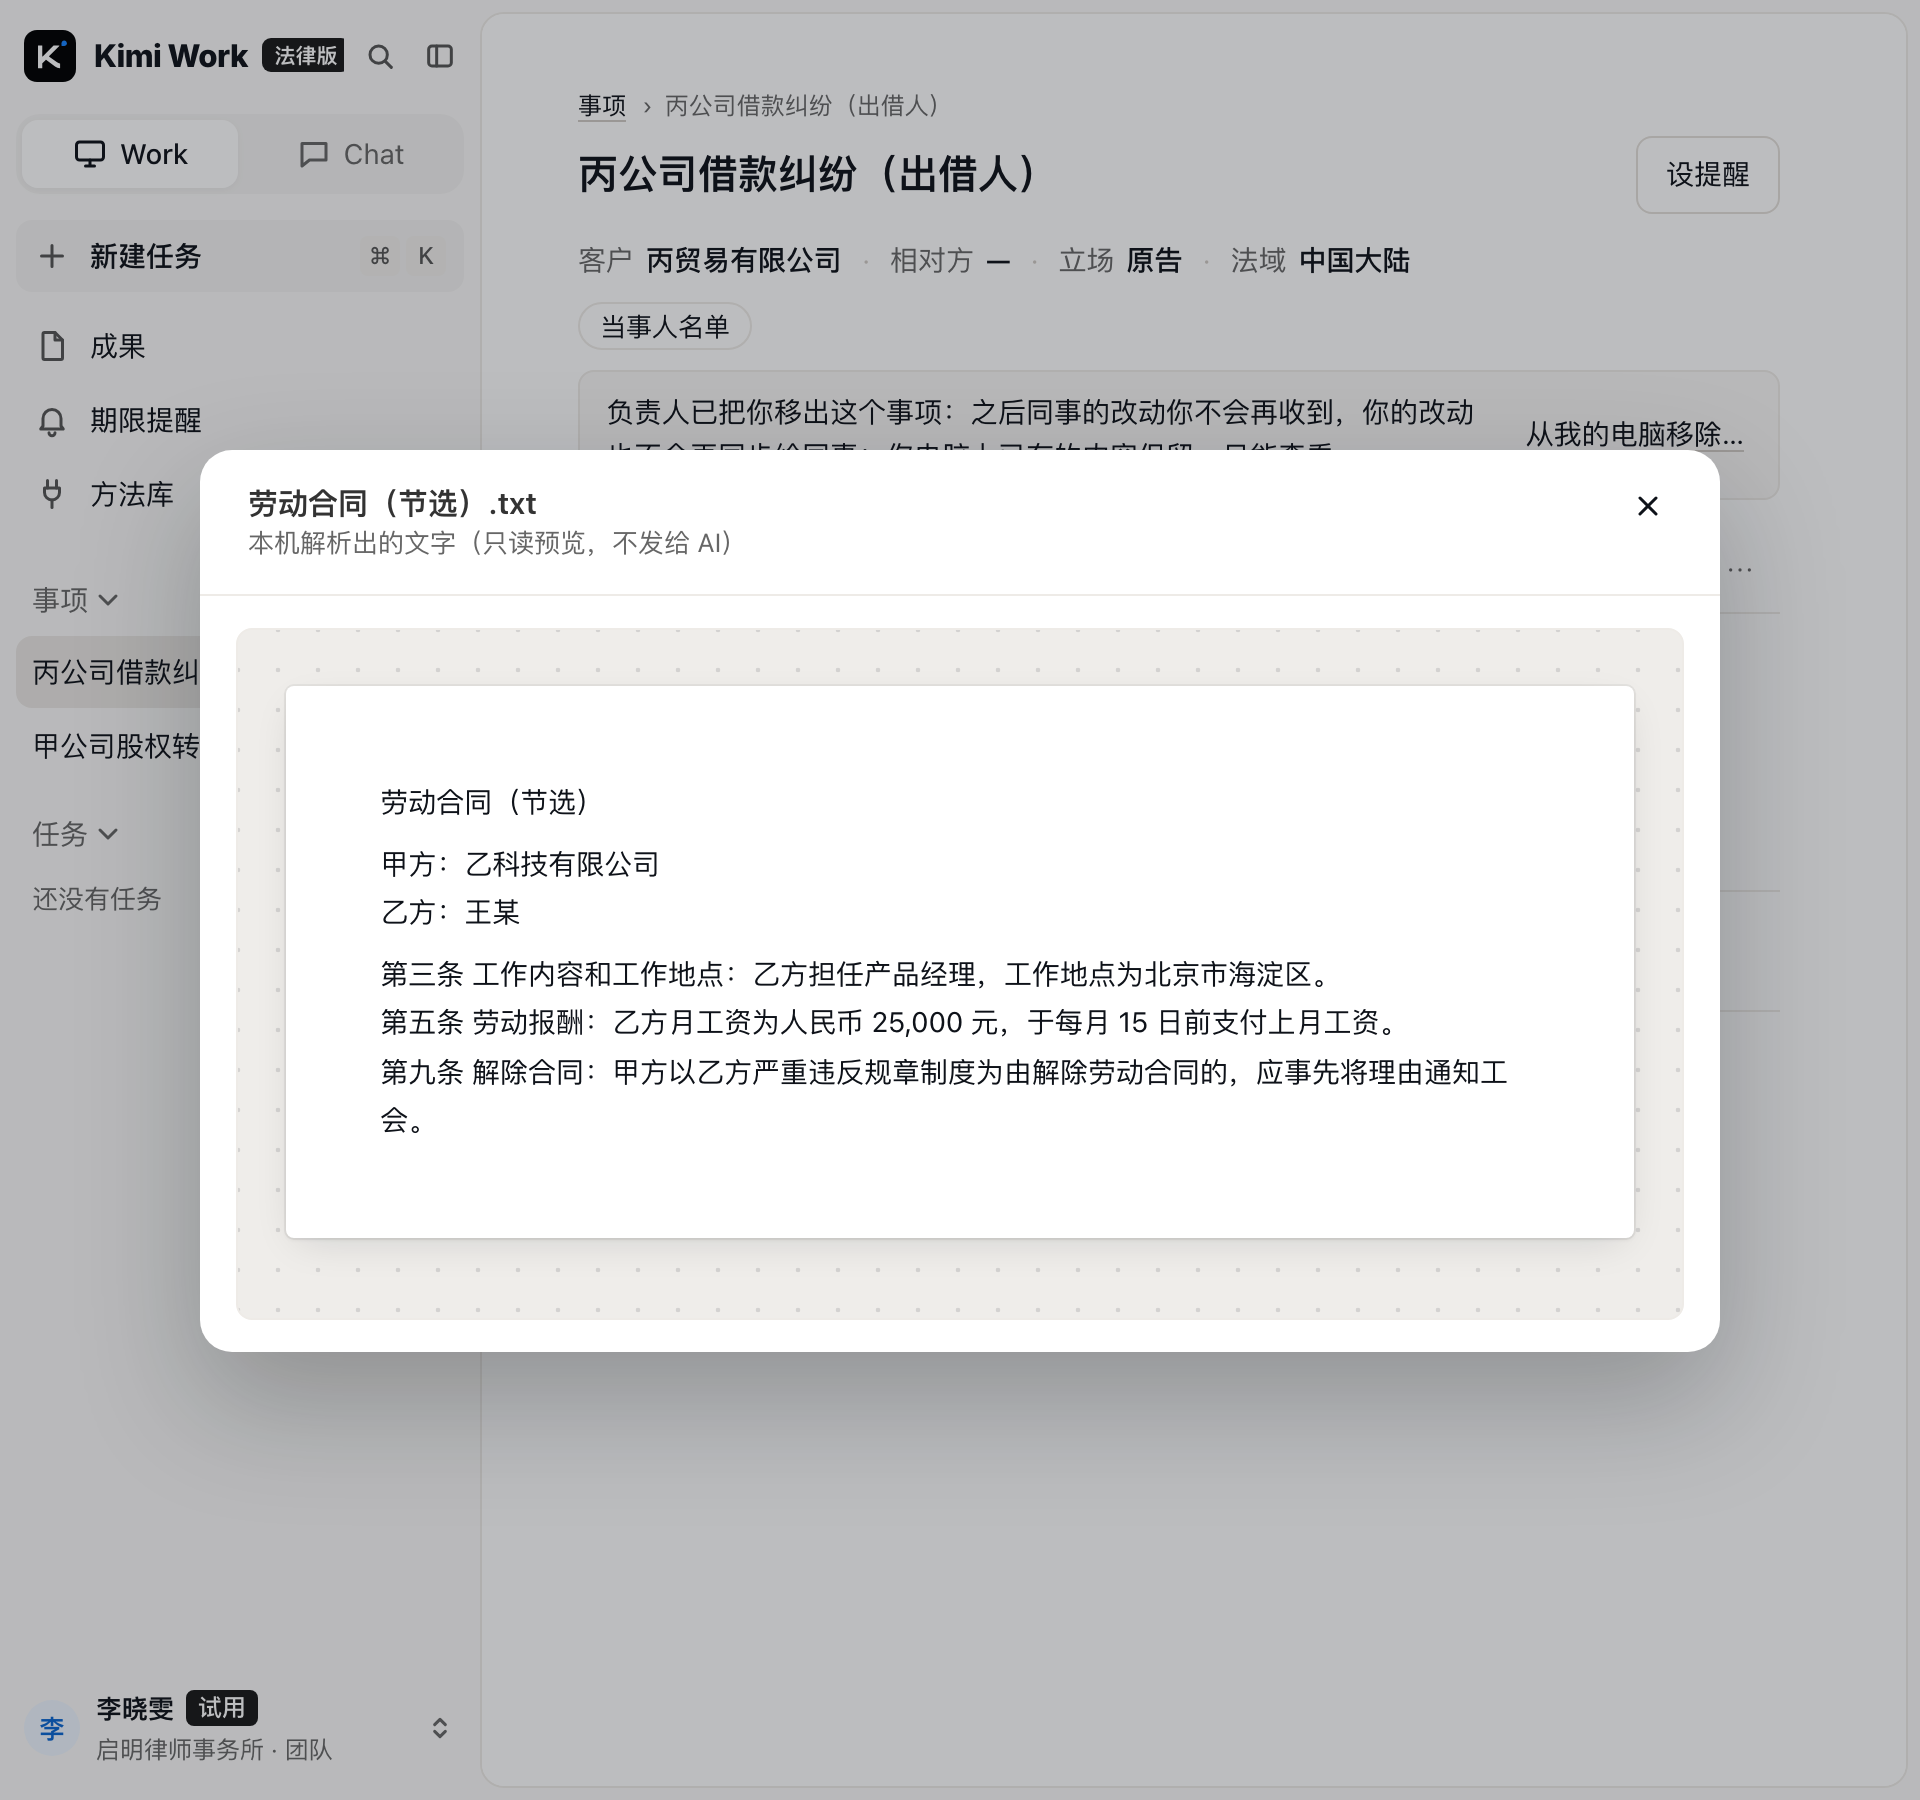 Kimi Work 法律版
Work
Chat
新建任务 ⌘ K
成果
期限提醒
方法库
事项
丙公司借款纠
甲公司股权转
任务
还没有任务
李
李晓雯 试用
启明律师事务所 · 团队
事项 › 丙公司借款纠纷（出借人）
丙公司借款纠纷（出借人）
设提醒
客户 丙贸易有限公司 · 相对方 — · 立场 原告 · 法域 中国大陆
当事人名单
负责人已把你移出这个事项：之后同事的改动你不会再收到，你的改动
从我的电脑移除...
...
劳动合同（节选）.txt
本机解析出的文字（只读预览，不发给 AI）
劳动合同（节选）
甲方：乙科技有限公司
乙方：王某
第三条 工作内容和工作地点：乙方担任产品经理，工作地点为北京市海淀区。
第五条 劳动报酬：乙方月工资为人民币 25,000 元，于每月 15 日前支付上月工资。
第九条 解除合同：甲方以乙方严重违反规章制度为由解除劳动合同的，应事先将理由通知工
会。